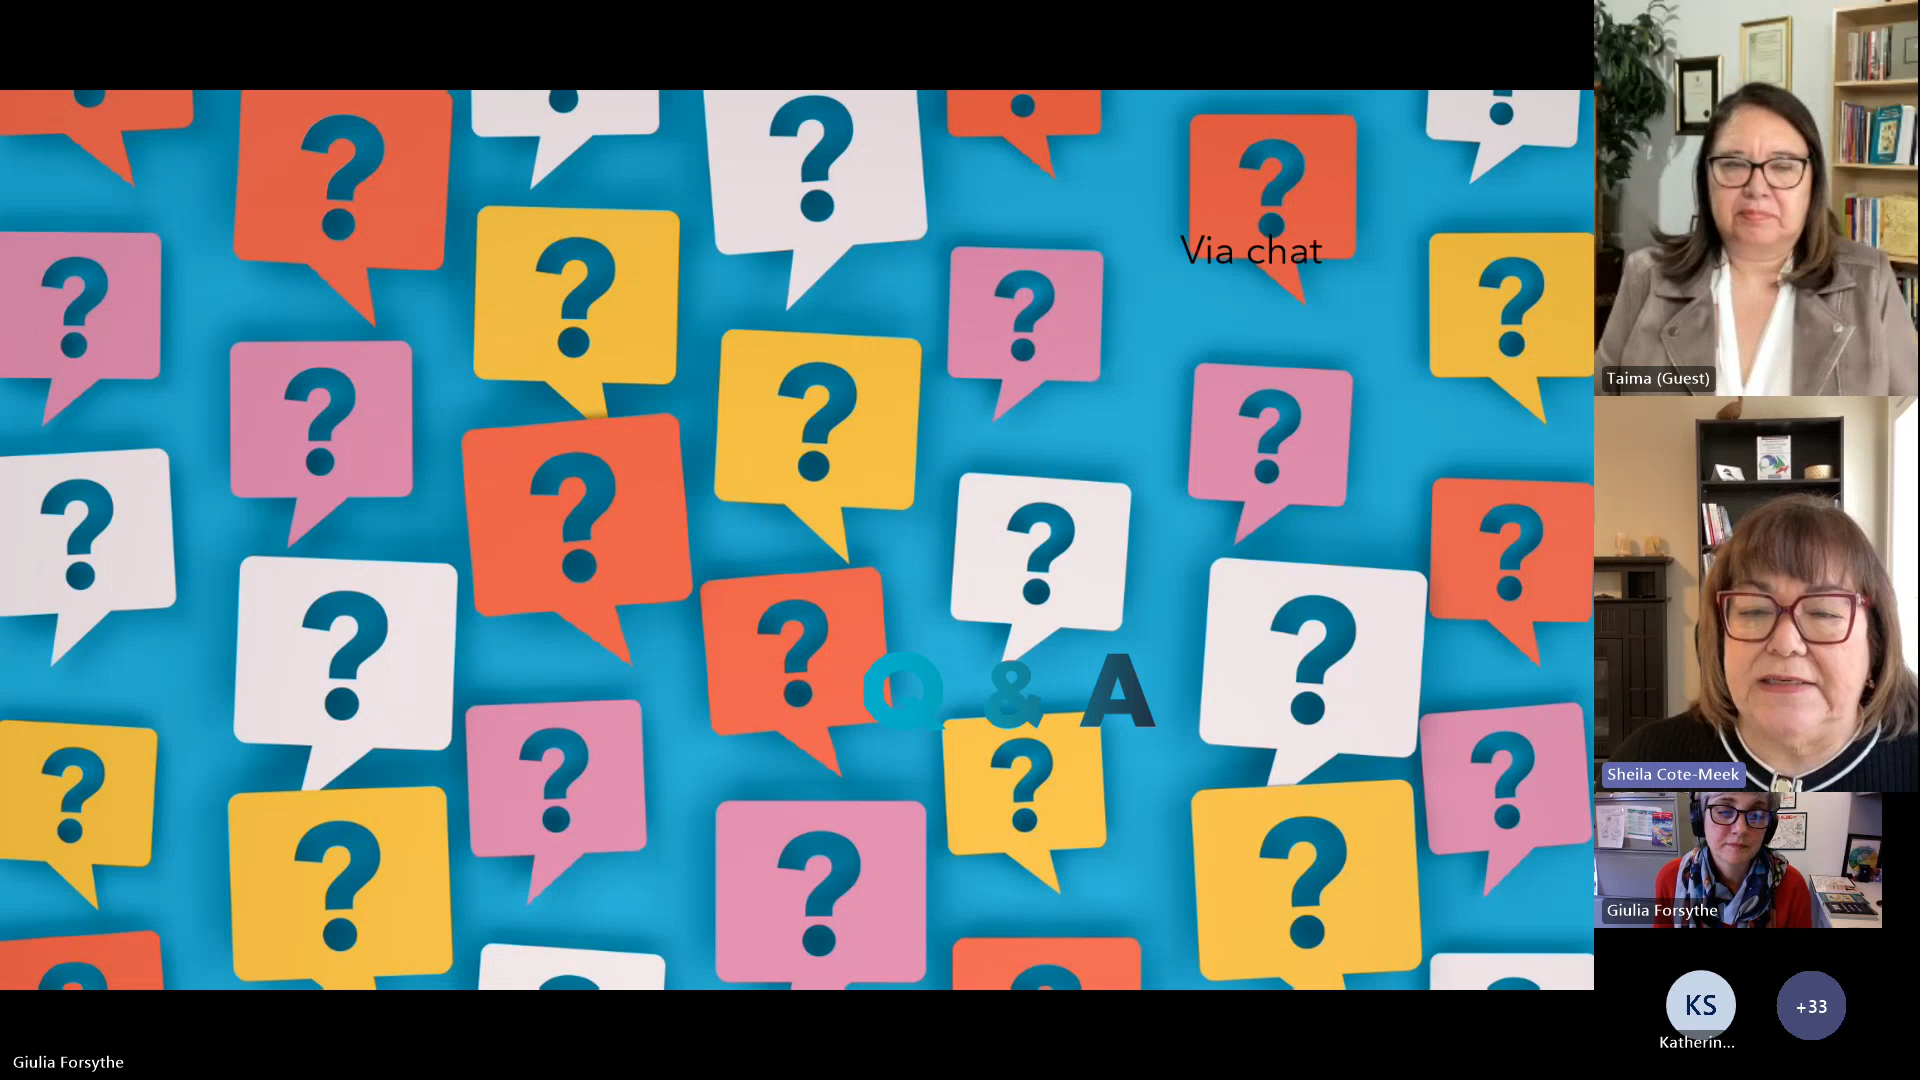 Via chat
Q & A
Taima (Guest)
Sheila Cote-Meek
Giulia Forsythe
KS
Katherin...
+33
Giulia Forsythe